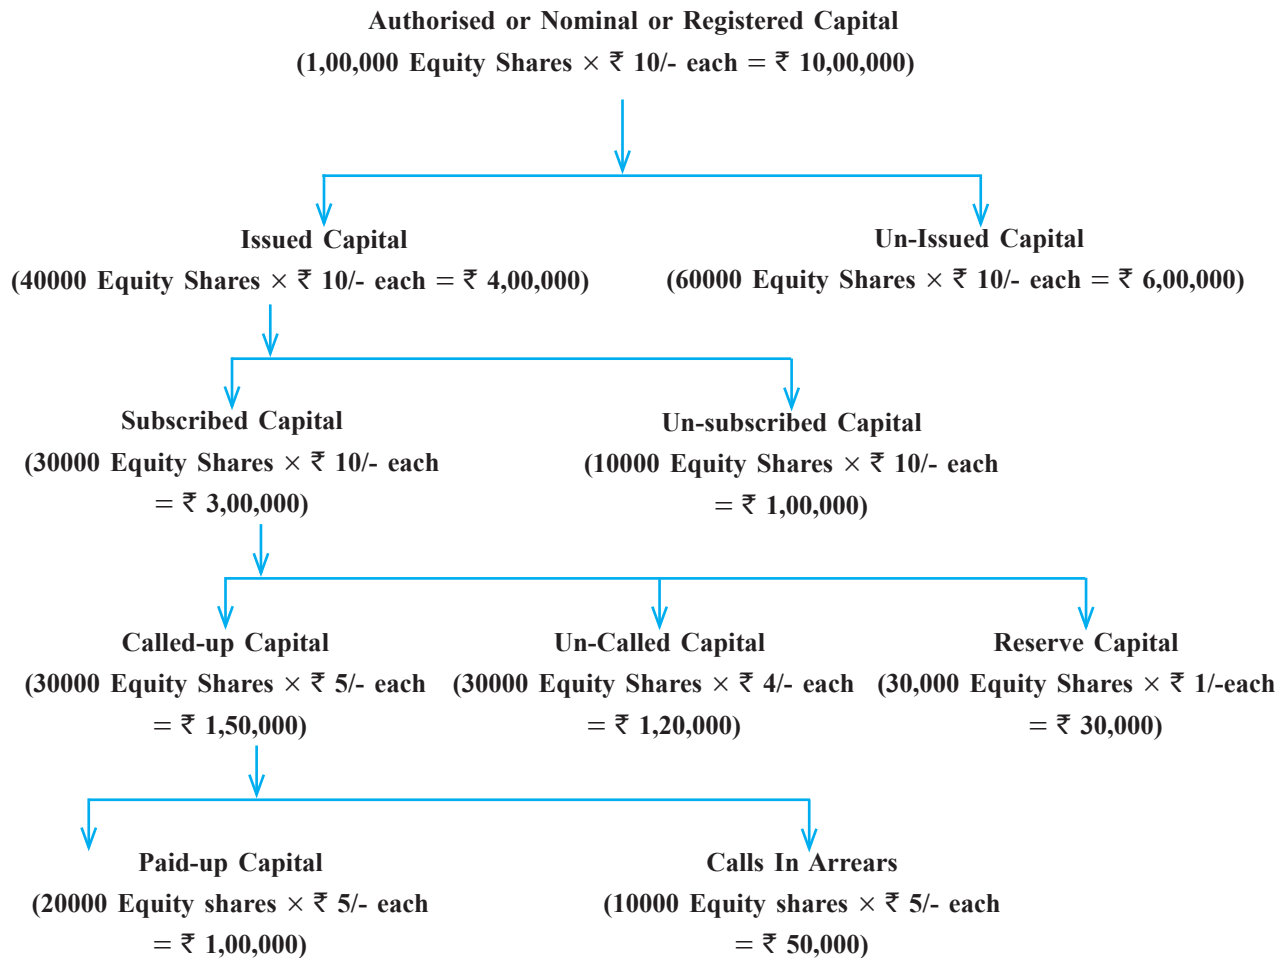 Authorised or Nominal or Registered Capital
(1,00,000 Equity Shares × ₹ 10/- each = ₹ 10,00,000)
Issued Capital
(40000 Equity Shares × ₹ 10/- each = ₹ 4,00,000)
Un-Issued Capital
(60000 Equity Shares × ₹ 10/- each = ₹ 6,00,000)
Subscribed Capital
(30000 Equity Shares × ₹ 10/- each
= ₹ 3,00,000)
Un-subscribed Capital
(10000 Equity Shares × ₹ 10/- each
= ₹ 1,00,000)
Called-up Capital
(30000 Equity Shares × ₹ 5/- each
= ₹ 1,50,000)
Un-Called Capital
(30000 Equity Shares × ₹ 4/- each
= ₹ 1,20,000)
Reserve Capital
(30,000 Equity Shares × ₹ 1/-each
= ₹ 30,000)
Paid-up Capital
(20000 Equity shares × ₹ 5/- each
= ₹ 1,00,000)
Calls In Arrears
(10000 Equity shares × ₹ 5/- each
= ₹ 50,000)